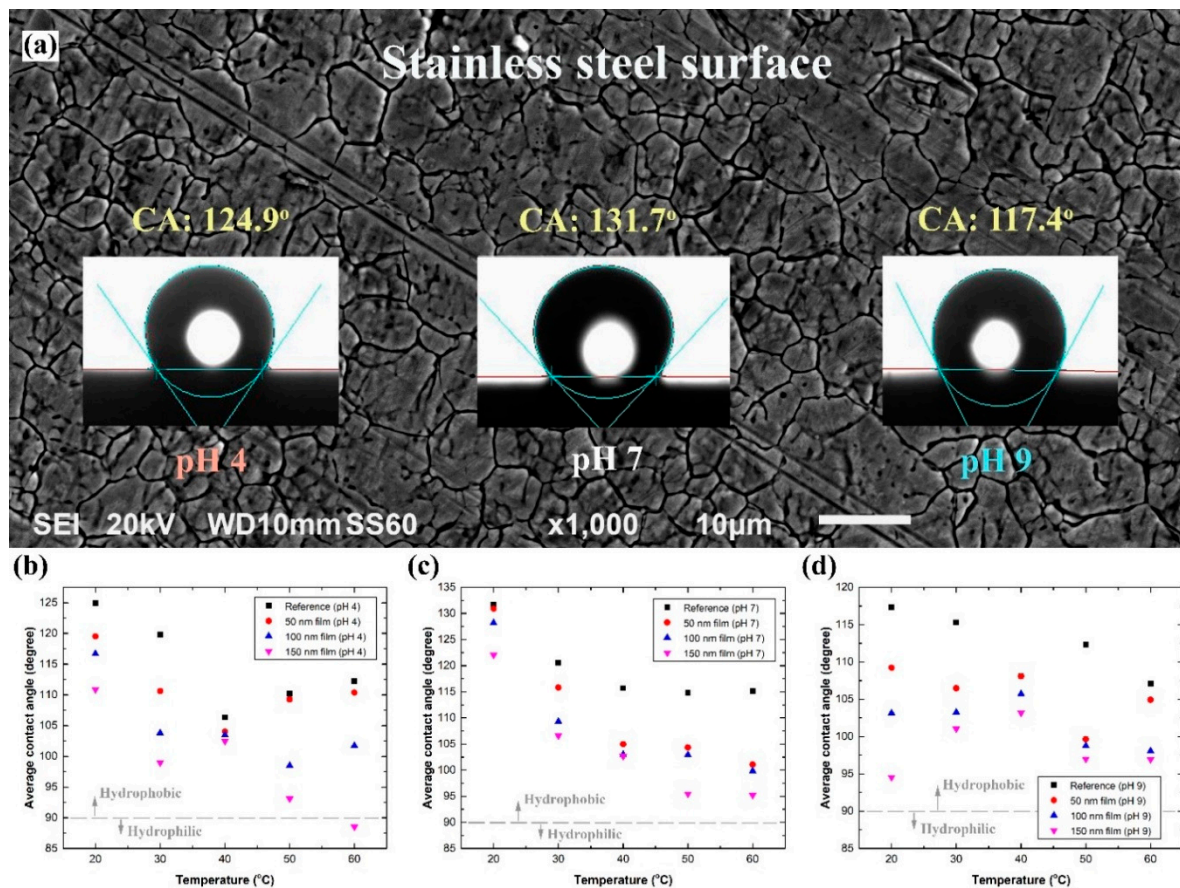 (a)
Stainless steel surface
CA: 124.9°
CA: 131.7°
CA: 117.4°
pH 4
pH 7
pH 9
SEI 20kV WD10mm SS60 x1,000 10µm
(b)
Average contact angle (degree)
125
120
115
110
105
100
95
90
85
Reference (pH 4)
50 nm film (pH 4)
100 nm film (pH 4)
150 nm film (pH 4)
Hydrophobic
Hydrophilic
20 30 40 50 60
Temperature (°C)
(c)
Average contact angle (degree)
135
130
125
120
115
110
105
100
95
90
85
Reference (pH 7)
50 nm film (pH 7)
100 nm film (pH 7)
150 nm film (pH 7)
Hydrophobic
Hydrophilic
20 30 40 50 60
Temperature (°C)
(d)
Average contact angle (degree)
120
115
110
105
100
95
90
85
Hydrophobic
Hydrophilic
Reference (pH 9)
50 nm film (pH 9)
100 nm film (pH 9)
150 nm film (pH 9)
20 30 40 50 60
Temperature (°C)